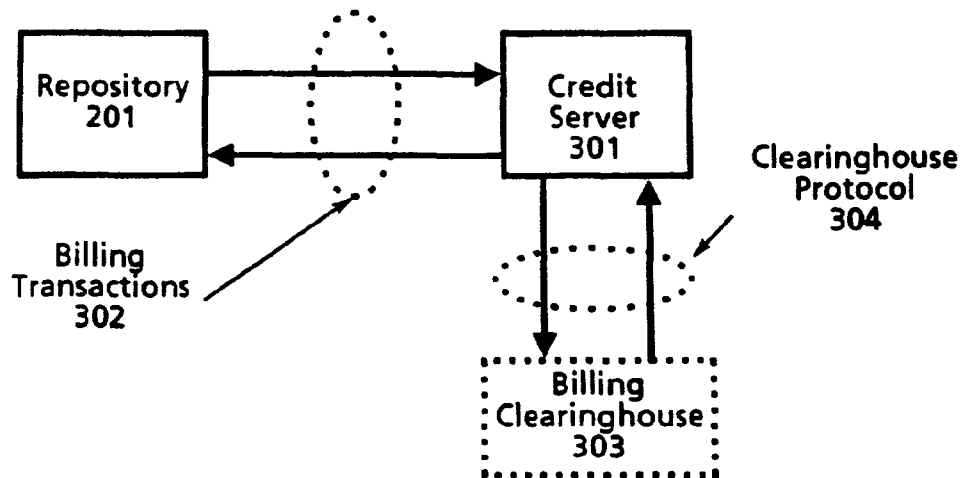 Repository
201
Credit
Server
301
Clearinghouse
Protocol
304
Billing
Transactions
302
Billing
Clearinghouse
303